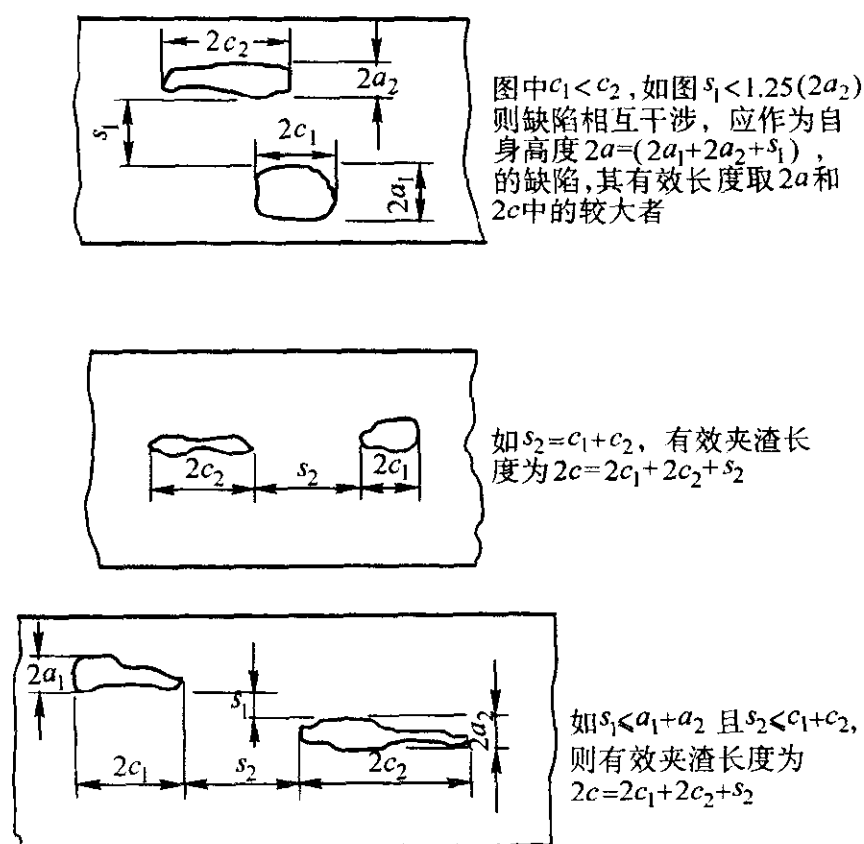 2c₂
2a₂
s₁
2c₁
2a₁
图中c₁<c₂,如图s₁<1.25(2a₂)
则缺陷相互干涉，应作为自
身高度2a=(2a₁+2a₂+s₁)，
的缺陷,其有效长度取2a和
2c中的较大者
2c₂
s₂
2c₁
如s₂=c₁+c₂，有效夹渣长
度为2c=2c₁+2c₂+s₂
2a₁
s₁
2a₂
2c₁
s₂
2c₂
如s₁⩽a₁+a₂ 且s₂⩽c₁+c₂,
则有效夹渣长度为
2c=2c₁+2c₂+s₂